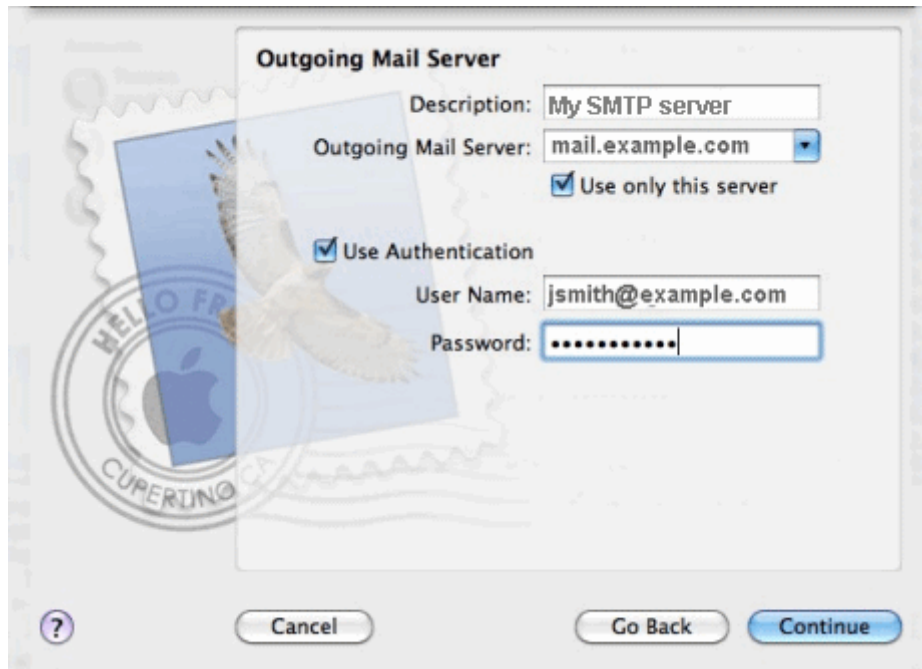 Outgoing Mail Server
Description: My SMTP server
Outgoing Mail Server: mail.example.com
Use only this server
Use Authentication
User Name: jsmith@example.com
Password: •••••••••••
HELLO FR
CUPERTINO CA
? Cancel Go Back Continue